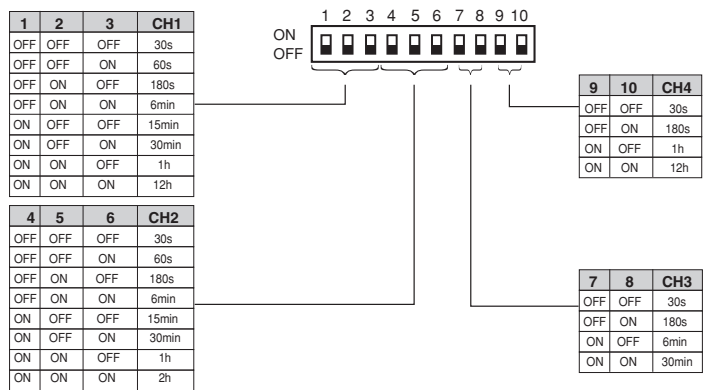 1 2 3 CH1
OFF OFF OFF 30s
OFF OFF ON 60s
OFF ON OFF 180s
OFF ON ON 6min
ON OFF OFF 15min
ON OFF ON 30min
ON ON OFF 1h
ON ON ON 12h
1 2 3 4 5 6 7 8 9 10
ON
OFF
9 10 CH4
OFF OFF 30s
OFF ON 180s
ON OFF 1h
ON ON 12h
4 5 6 CH2
OFF OFF OFF 30s
OFF OFF ON 60s
OFF ON OFF 180s
OFF ON ON 6min
ON OFF OFF 15min
ON OFF ON 30min
ON ON OFF 1h
ON ON ON 2h
7 8 CH3
OFF OFF 30s
OFF ON 180s
ON OFF 6min
ON ON 30min